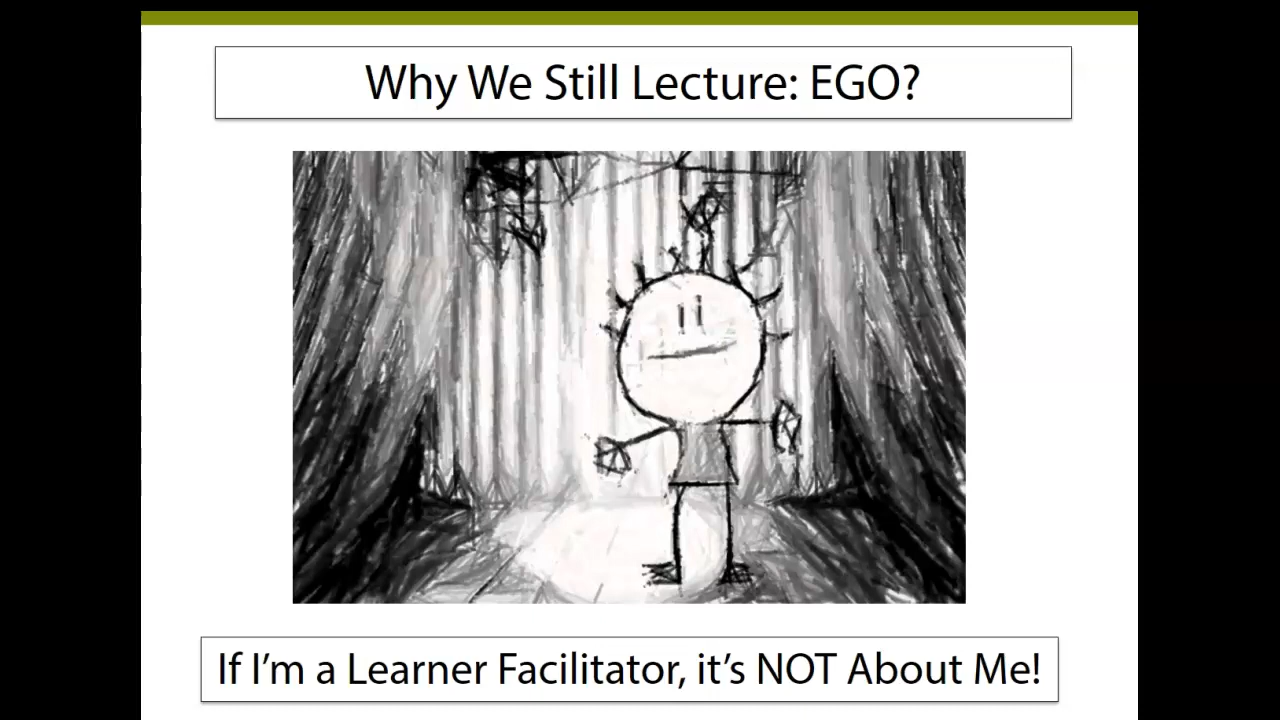 Why We Still Lecture: EGO?
If I'm a Learner Facilitator, it's NOT About Me!